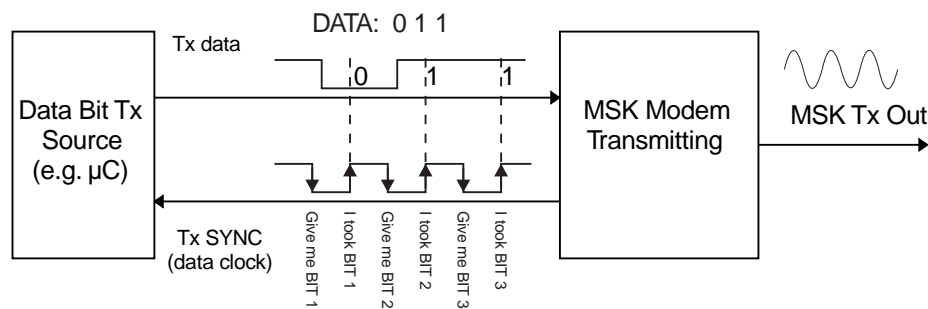 DATA: 0 1 1
Tx data
0
1
1
Data Bit Tx
Source
(e.g. µC)
MSK Modem
Transmitting
MSK Tx Out
Tx SYNC
(data clock)
Give me BIT 1
I took BIT 1
Give me BIT 2
I took BIT 2
Give me BIT 3
I took BIT 3